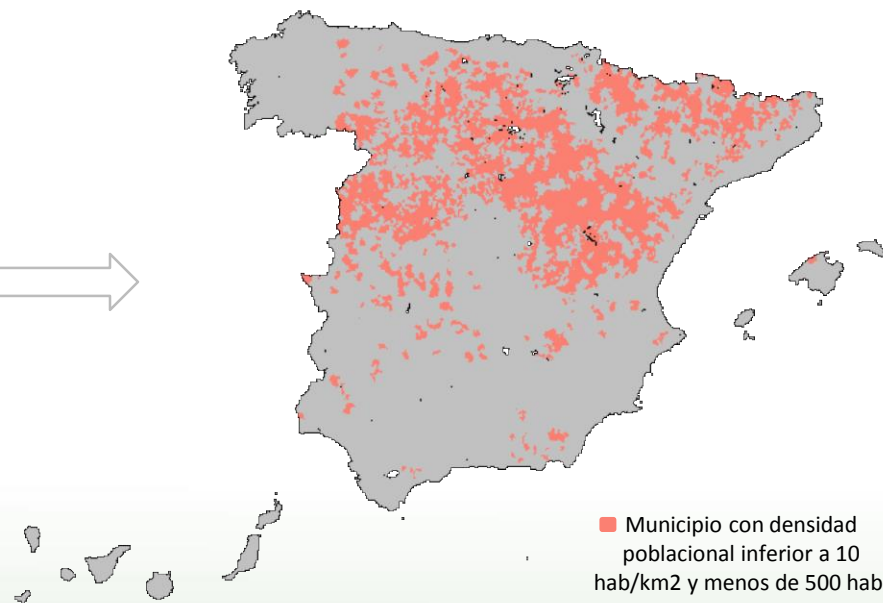 Municipio con densidad
poblacional inferior a 10
hab/km2 y menos de 500 hab